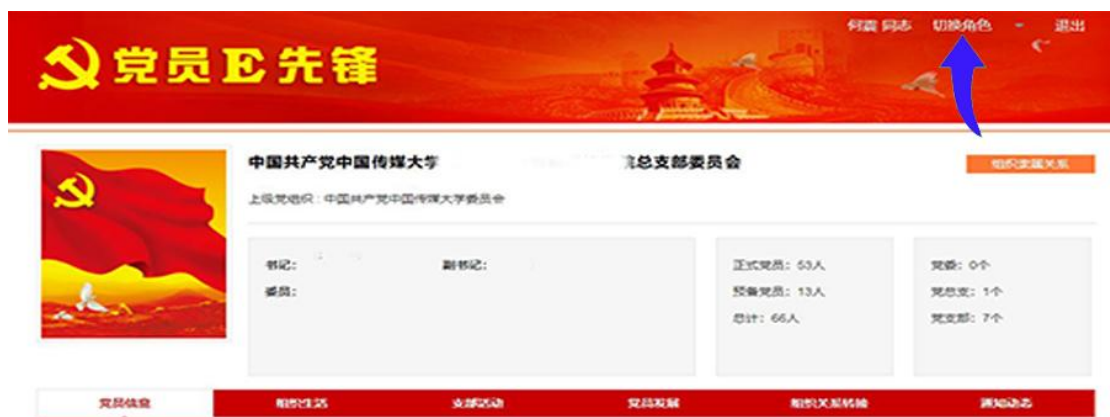 何震 同志 切换角色 退出
党员E先锋
中国共产党中国传媒大学 总支部委员会
组织隶属关系
上级党组织：中国共产党中国传媒大学委员会
书记： 副书记： 正式党员：53人 党委：0个
委员： 预备党员：13人 党总支：1个
总计：66人 党支部：7个
党员信息 组织生活 支部活动 党员发展 组织关系转接 通知动态